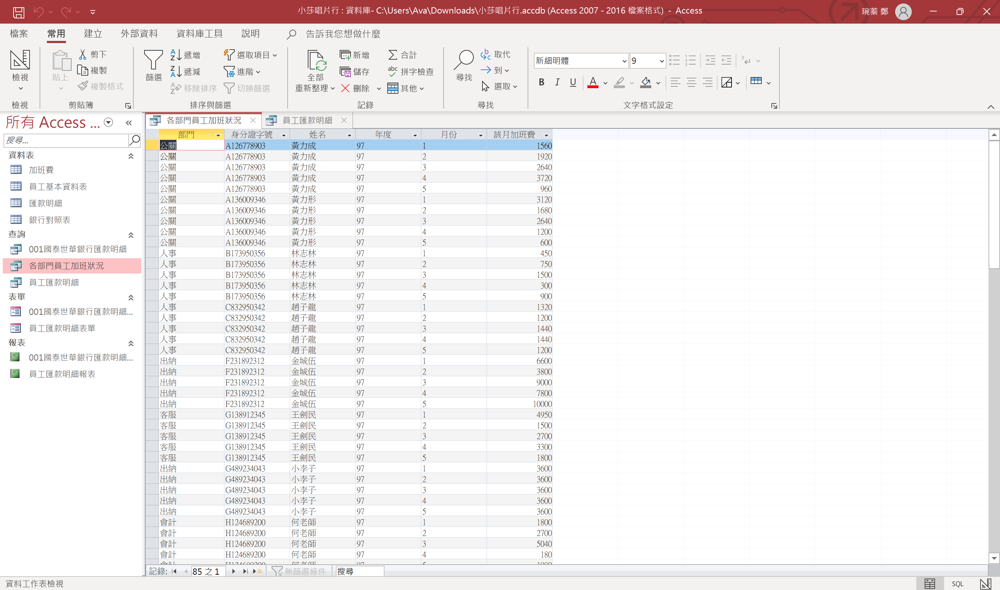 小莎唱片行 : 資料庫- C:\Users\Ava\Downloads\小莎唱片行.accdb (Access 2007 - 2016 檔案格式) - Access
琬蓁 鄭
檔案 常用 建立 外部資料 資料庫工具 說明 告訴我您想做什麼
檢視
檢視
貼上
剪下
複製
複製格式
剪貼簿
篩選
遞增
遞減
移除排序
選取項目
進階
切換篩選
排序與篩選
全部
重新整理
新增
儲存
刪除
合計
拼字檢查
其他
記錄
尋找
取代
到
選取
尋找
新細明體 9
B I U A
文字格式設定
所有 Access ...
搜尋...
資料表
加班費
員工基本資料表
匯款明細
銀行對照表
查詢
001國泰世華銀行匯款明細
各部門員工加班狀況
員工匯款明細
表單
001國泰世華銀行匯款明細...
員工匯款明細表單
報表
001國泰世華銀行匯款明細...
員工匯款明細報表
各部門員工加班狀況 員工匯款明細
部門 身分證字號 姓名 年度 月份 該月加班費
公關 A126778903 黃力成 97 1 1560
公關 A126778903 黃力成 97 2 1920
公關 A126778903 黃力成 97 3 2640
公關 A126778903 黃力成 97 4 3720
公關 A126778903 黃力成 97 5 960
公關 A136009346 黃力形 97 1 3120
公關 A136009346 黃力形 97 2 1680
公關 A136009346 黃力形 97 3 2640
公關 A136009346 黃力形 97 4 1200
公關 A136009346 黃力形 97 5 600
人事 B173950356 林志林 97 1 450
人事 B173950356 林志林 97 2 750
人事 B173950356 林志林 97 3 1500
人事 B173950356 林志林 97 4 300
人事 B173950356 林志林 97 5 900
人事 C832950342 趙子龍 97 1 1320
人事 C832950342 趙子龍 97 2 1200
人事 C832950342 趙子龍 97 3 1440
人事 C832950342 趙子龍 97 4 1440
人事 C832950342 趙子龍 97 5 1200
出納 F231892312 金城伍 97 1 6600
出納 F231892312 金城伍 97 2 3800
出納 F231892312 金城伍 97 3 9000
出納 F231892312 金城伍 97 4 7800
出納 F231892312 金城伍 97 5 10000
客服 G138912345 王劍民 97 1 4950
客服 G138912345 王劍民 97 2 1500
客服 G138912345 王劍民 97 3 2700
客服 G138912345 王劍民 97 4 3300
客服 G138912345 王劍民 97 5 1800
出納 G489234043 小李子 97 1 3600
出納 G489234043 小李子 97 2 3600
出納 G489234043 小李子 97 3 3600
出納 G489234043 小李子 97 4 3600
出納 G489234043 小李子 97 5 3600
會計 H124689200 何老師 97 1 1800
會計 H124689200 何老師 97 2 2700
會計 H124689200 何老師 97 3 5040
會計 H124689200 何老師 97 4 180
記錄: 85 之 1 無篩選條件 搜尋
資料工作表檢視 SQL